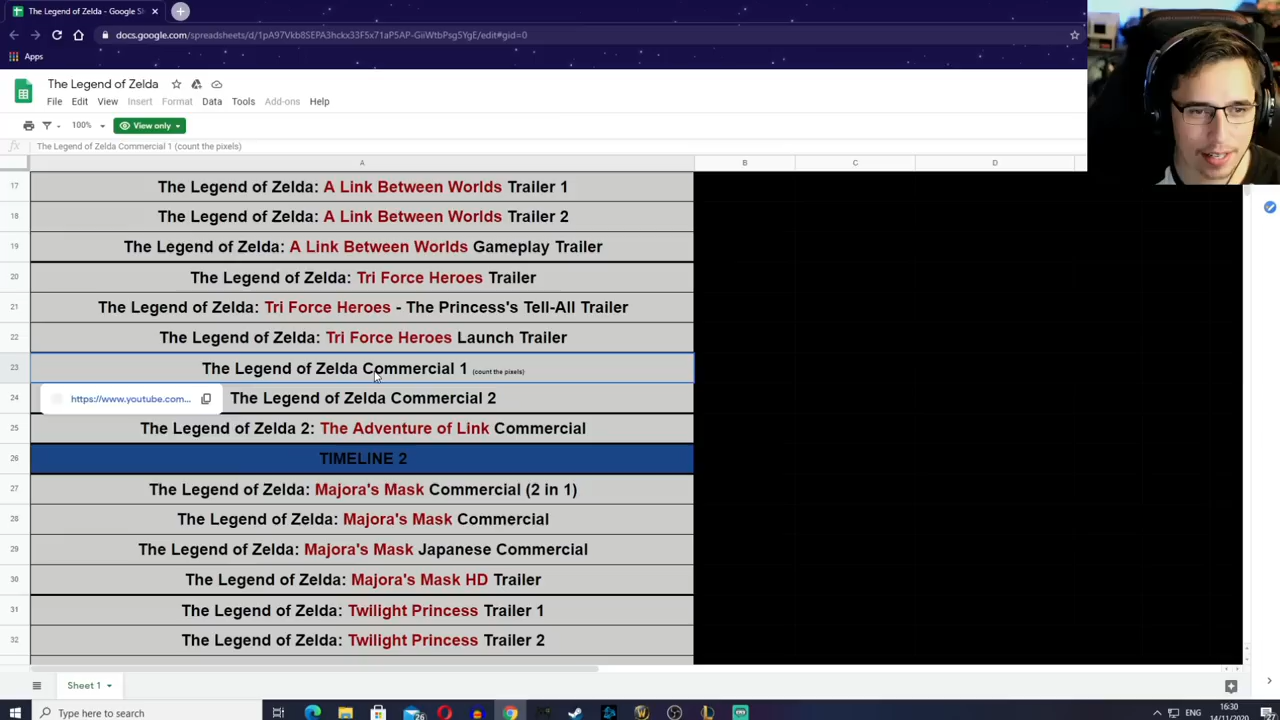 The Legend of Zelda - Google Sh
docs.google.com/spreadsheets/d/1pA97Vkb8SEPA3hckx33F5x71aP5AP-GiiWtbPsg5YgE/edit#gid=0
Apps
The Legend of Zelda
File Edit View Insert Format Data Tools Add-ons Help
100% View only
fx The Legend of Zelda Commercial 1 (count the pixels)
A B C D
17 The Legend of Zelda: A Link Between Worlds Trailer 1
18 The Legend of Zelda: A Link Between Worlds Trailer 2
19 The Legend of Zelda: A Link Between Worlds Gameplay Trailer
20 The Legend of Zelda: Tri Force Heroes Trailer
21 The Legend of Zelda: Tri Force Heroes - The Princess's Tell-All Trailer
22 The Legend of Zelda: Tri Force Heroes Launch Trailer
23 The Legend of Zelda Commercial 1 (count the pixels)
24 https://www.youtube.com... The Legend of Zelda Commercial 2
25 The Legend of Zelda 2: The Adventure of Link Commercial
26 TIMELINE 2
27 The Legend of Zelda: Majora's Mask Commercial (2 in 1)
28 The Legend of Zelda: Majora's Mask Commercial
29 The Legend of Zelda: Majora's Mask Japanese Commercial
30 The Legend of Zelda: Majora's Mask HD Trailer
31 The Legend of Zelda: Twilight Princess Trailer 1
32 The Legend of Zelda: Twilight Princess Trailer 2
Sheet 1
Type here to search
26
ENG
16:30
14/11/2020